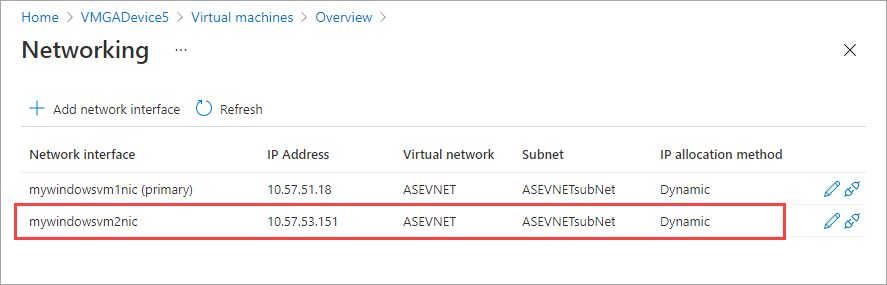 Home > VMGADevice5 > Virtual machines > Overview >
Networking ...
Add network interface Refresh
Network interface IP Address Virtual network Subnet IP allocation method
mywindowsvm1nic (primary) 10.57.51.18 ASEVNET ASEVNETsubNet Dynamic
mywindowsvm2nic 10.57.53.151 ASEVNET ASEVNETsubNet Dynamic